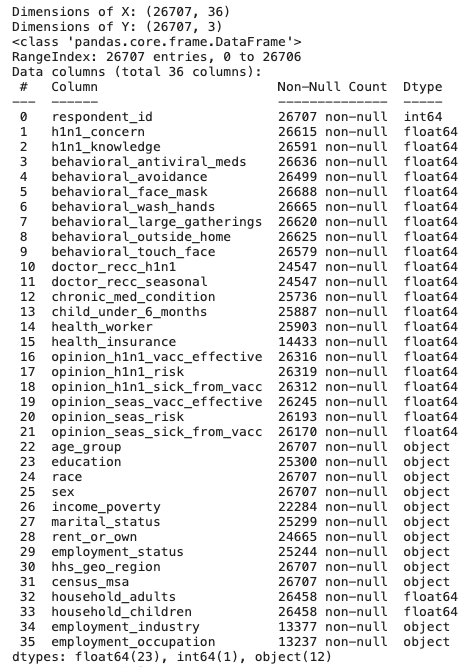 Dimensions of X: (26707, 36)
Dimensions of Y: (26707, 3)
<class 'pandas.core.frame.DataFrame'>
RangeIndex: 26707 entries, 0 to 26706
Data columns (total 36 columns):
 #   Column                       Non-Null Count  Dtype
---  ------                       --------------  -----
 0   respondent_id                26707 non-null  int64
 1   h1n1_concern                 26615 non-null  float64
 2   h1n1_knowledge               26591 non-null  float64
 3   behavioral_antiviral_meds    26636 non-null  float64
 4   behavioral_avoidance         26499 non-null  float64
 5   behavioral_face_mask         26688 non-null  float64
 6   behavioral_wash_hands        26665 non-null  float64
 7   behavioral_large_gatherings  26620 non-null  float64
 8   behavioral_outside_home      26625 non-null  float64
 9   behavioral_touch_face        26579 non-null  float64
 10  doctor_recc_h1n1             24547 non-null  float64
 11  doctor_recc_seasonal         24547 non-null  float64
 12  chronic_med_condition        25736 non-null  float64
 13  child_under_6_months         25887 non-null  float64
 14  health_worker                25903 non-null  float64
 15  health_insurance             14433 non-null  float64
 16  opinion_h1n1_vacc_effective  26316 non-null  float64
 17  opinion_h1n1_risk            26319 non-null  float64
 18  opinion_h1n1_sick_from_vacc  26312 non-null  float64
 19  opinion_seas_vacc_effective  26245 non-null  float64
 20  opinion_seas_risk            26193 non-null  float64
 21  opinion_seas_sick_from_vacc  26170 non-null  float64
 22  age_group                    26707 non-null  object
 23  education                    25300 non-null  object
 24  race                         26707 non-null  object
 25  sex                          26707 non-null  object
 26  income_poverty               22284 non-null  object
 27  marital_status               25299 non-null  object
 28  rent_or_own                  24665 non-null  object
 29  employment_status            25244 non-null  object
 30  hhs_geo_region               26707 non-null  object
 31  census_msa                   26707 non-null  object
 32  household_adults             26458 non-null  float64
 33  household_children           26458 non-null  float64
 34  employment_industry          13377 non-null  object
 35  employment_occupation        13237 non-null  object
dtypes: float64(23), int64(1), object(12)